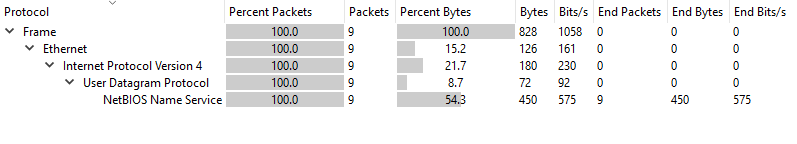 Protocol Percent Packets Packets Percent Bytes Bytes Bits/s End Packets End Bytes End Bits/s
Frame 100.0 9 100.0 828 1058 0 0 0
Ethernet 100.0 9 15.2 126 161 0 0 0
Internet Protocol Version 4 100.0 9 21.7 180 230 0 0 0
User Datagram Protocol 100.0 9 8.7 72 92 0 0 0
NetBIOS Name Service 100.0 9 54.3 450 575 9 450 575